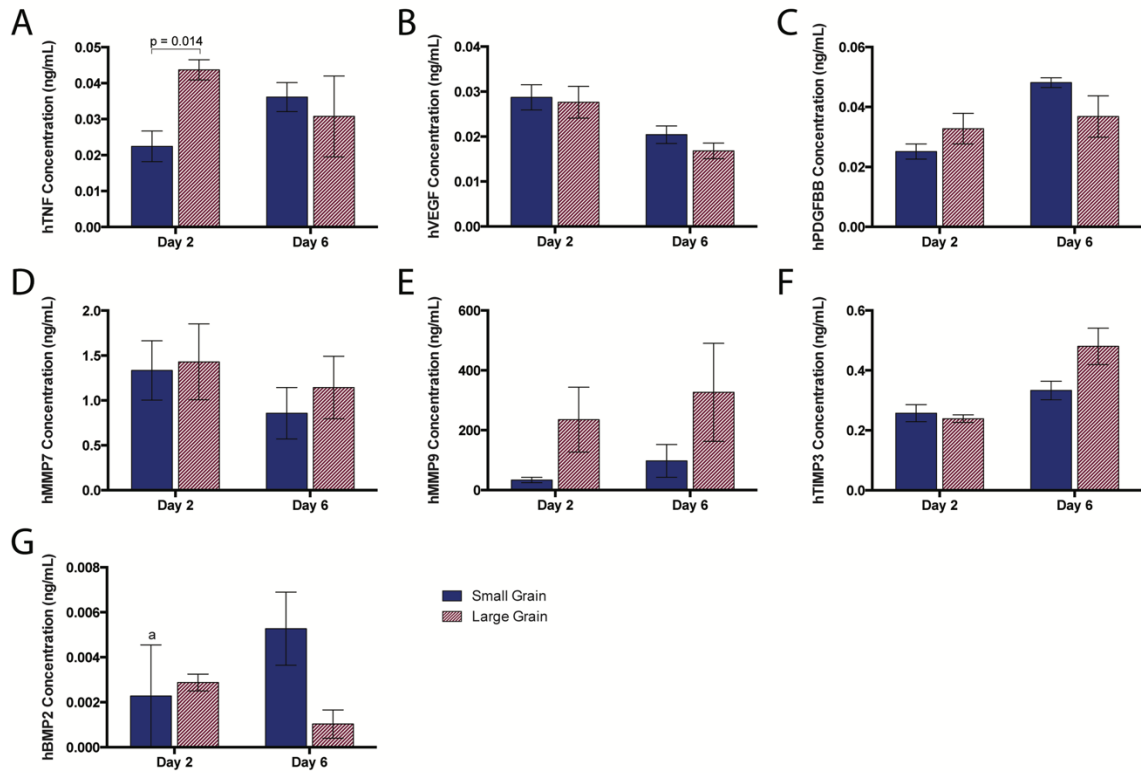 A
hTNF Concentration (ng/mL)
0.05
0.04
0.03
0.02
0.01
0.00
p = 0.014
Day 2
Day 6
B
hVEGF Concentration (ng/mL)
0.04
0.03
0.02
0.01
0.00
Day 2
Day 6
C
hPDGFBB Concentration (ng/mL)
0.06
0.04
0.02
0.00
Day 2
Day 6
D
hMMP7 Concentration (ng/mL)
2.0
1.5
1.0
0.5
0.0
Day 2
Day 6
E
hMMP9 Concentration (ng/mL)
600
400
200
0
Day 2
Day 6
F
hTIMP3 Concentration (ng/mL)
0.6
0.4
0.2
0.0
Day 2
Day 6
G
hBMP2 Concentration (ng/mL)
0.008
0.006
0.004
0.002
0.000
a
Day 2
Day 6
Small Grain
Large Grain